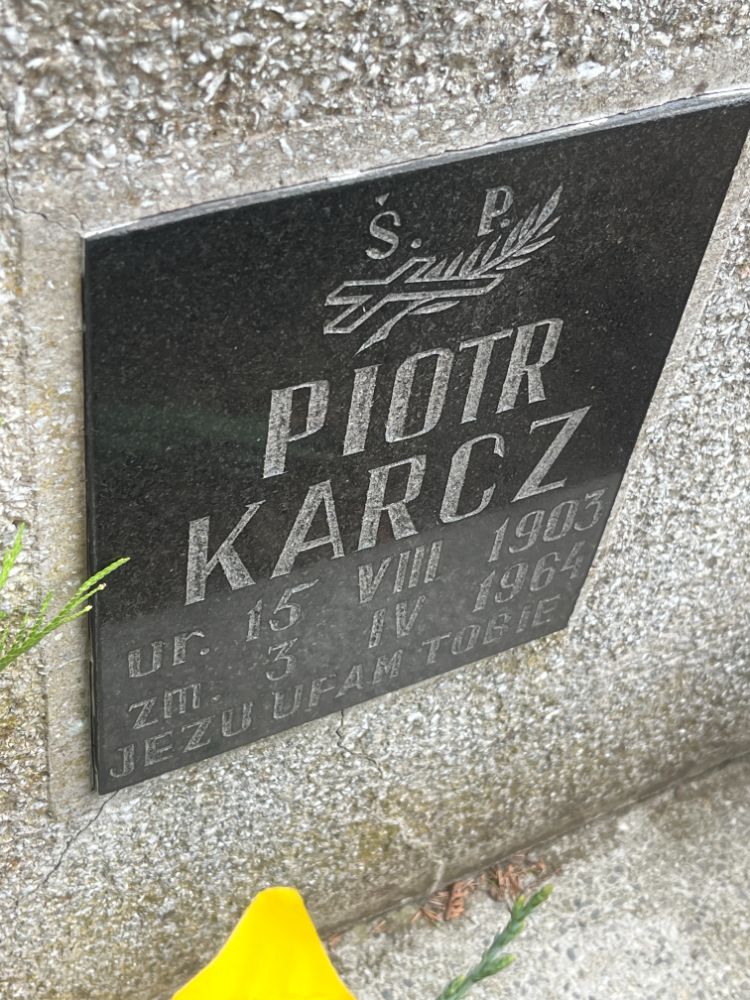 Ś. P.
PIOTR
KARCZ
ur. 15 VIII 1903
zm. 3 IV 1964
JEZU UFAM TOBIE